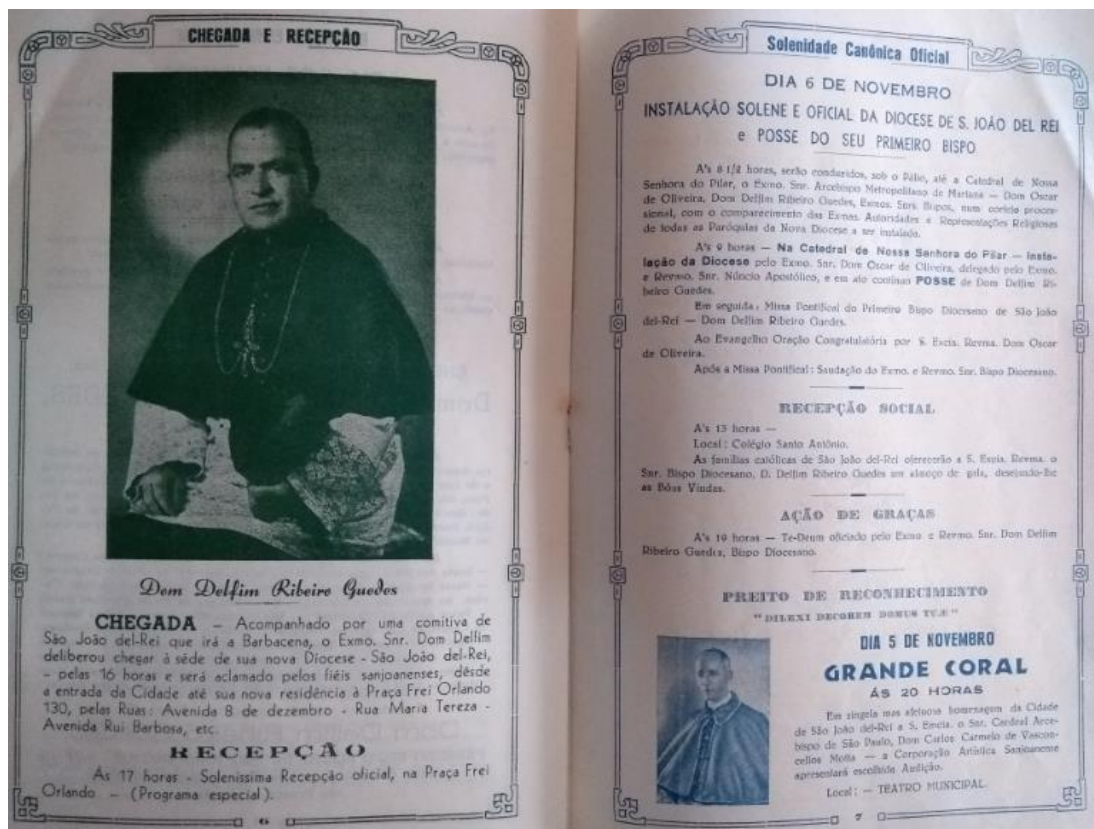 CHEGADA E RECEPÇÃO
Dom Delfim Ribeiro Guedes
CHEGADA — Acompanhado por uma comitiva de
São João del-Rei que irá a Barbacena, o Exmo. Snr. Dom Delfim
deliberou chegar á séde de sua nova Diocese - São João del-Rei,
- pelas 16 horas e será aclamado pelos fiéis sanjoanenses, dêsde
a entrada da Cidade até sua nova residência à Praça Frei Orlando
130, pelas Ruas: Avenida 8 de dezembro - Rua Maria Tereza -
Avenida Rui Barbosa, etc.
RECEPÇÃO
As 17 horas - Soleníssima Recepção oficial, na Praça Frei
Orlando — (Programa especial).
6
Solenidade Canônica Oficial
DIA 6 DE NOVEMBRO
INSTALAÇÃO SOLENE E OFICIAL DA DIOCESE DE S. JOÃO DEL REI
e POSSE DO SEU PRIMEIRO BISPO
A's 8 1/2 horas, serão conduzidos, sob o Pálio, até a Catedral de Nossa
Senhora do Pilar, o Exmo. Snr. Arcebispo Metropolitano de Mariana — Dom Oscar
de Oliveira, Dom Delfim Ribeiro Guedes, Exmos. Snrs. Bispos, num cortejo proces-
sional, com o comparecimento das Exmas. Autoridades e Representações Religiosas
de todas as Paróquias da Nova Diocese a ser instalada.
A's 9 horas — Na Catedral de Nossa Senhora do Pilar — Insta-
lação da Diocese pelo Exmo. Snr. Dom Oscar de Oliveira, delegado pelo Exmo.
e Revmo. Snr. Núncio Apostólico, e em ato contínuo POSSE de Dom Delfim Ri-
beiro Guedes.
Em seguida: Missa Pontifical do Primeiro Bispo Diocesano de São João
del-Rei — Dom Delfim Ribeiro Guedes.
Ao Evangelho Oração Congratulatória por S. Excia. Revma. Dom Oscar
de Oliveira.
Após a Missa Pontifical: Saudação do Exmo. e Revmo. Snr. Bispo Diocesano.
RECEPÇÃO SOCIAL
A's 13 horas —
Local: Colégio Santo Antônio.
As famílias católicas de São João del-Rei oferecerão a S. Excia. Revma. o
Snr. Bispo Diocesano, D. Delfim Ribeiro Guedes um almoço de gala, desejando-lhe
as Bôas Vindas.
AÇÃO DE GRAÇAS
A's 19 horas — Te-Deum oficiado pelo Exmo e Revmo. Snr. Dom Delfim
Ribeiro Guedes, Bispo Diocesano.
PREITO DE RECONHECIMENTO
"DILEXI DECOREM DOMUS TUÆ"
DIA 5 DE NOVEMBRO
GRANDE CORAL
ÁS 20 HORAS
Em singela mas afetuosa homenagem da Cidade
de São João del-Rei a S. Emcia. o Snr. Cardeal Arce-
bispo de São Paulo, Dom Carlos Carmelo de Vascon-
cellos Motta — a Corporação Artística Sanjoanense
apresentará escolhida Audição.
Local: — TEATRO MUNICIPAL.
7